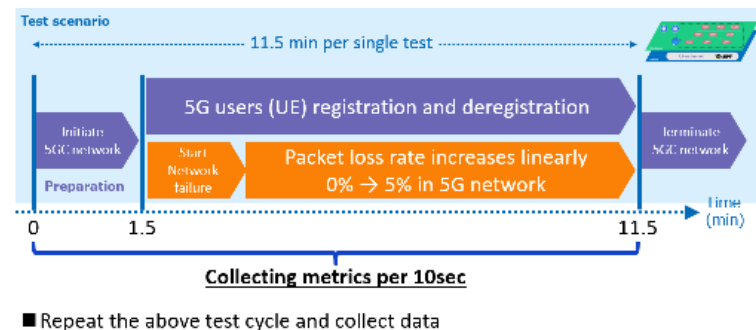 Test scenario
11.5 min per single test
5G users (UE) registration and deregistration
Initiate
5GC network
Terminate
5GC network
Start
Network
failure
Packet loss rate increases linearly
0% → 5% in 5G network
Preparation
Time
(min)
0
1.5
11.5
Collecting metrics per 10sec
■ Repeat the above test cycle and collect data